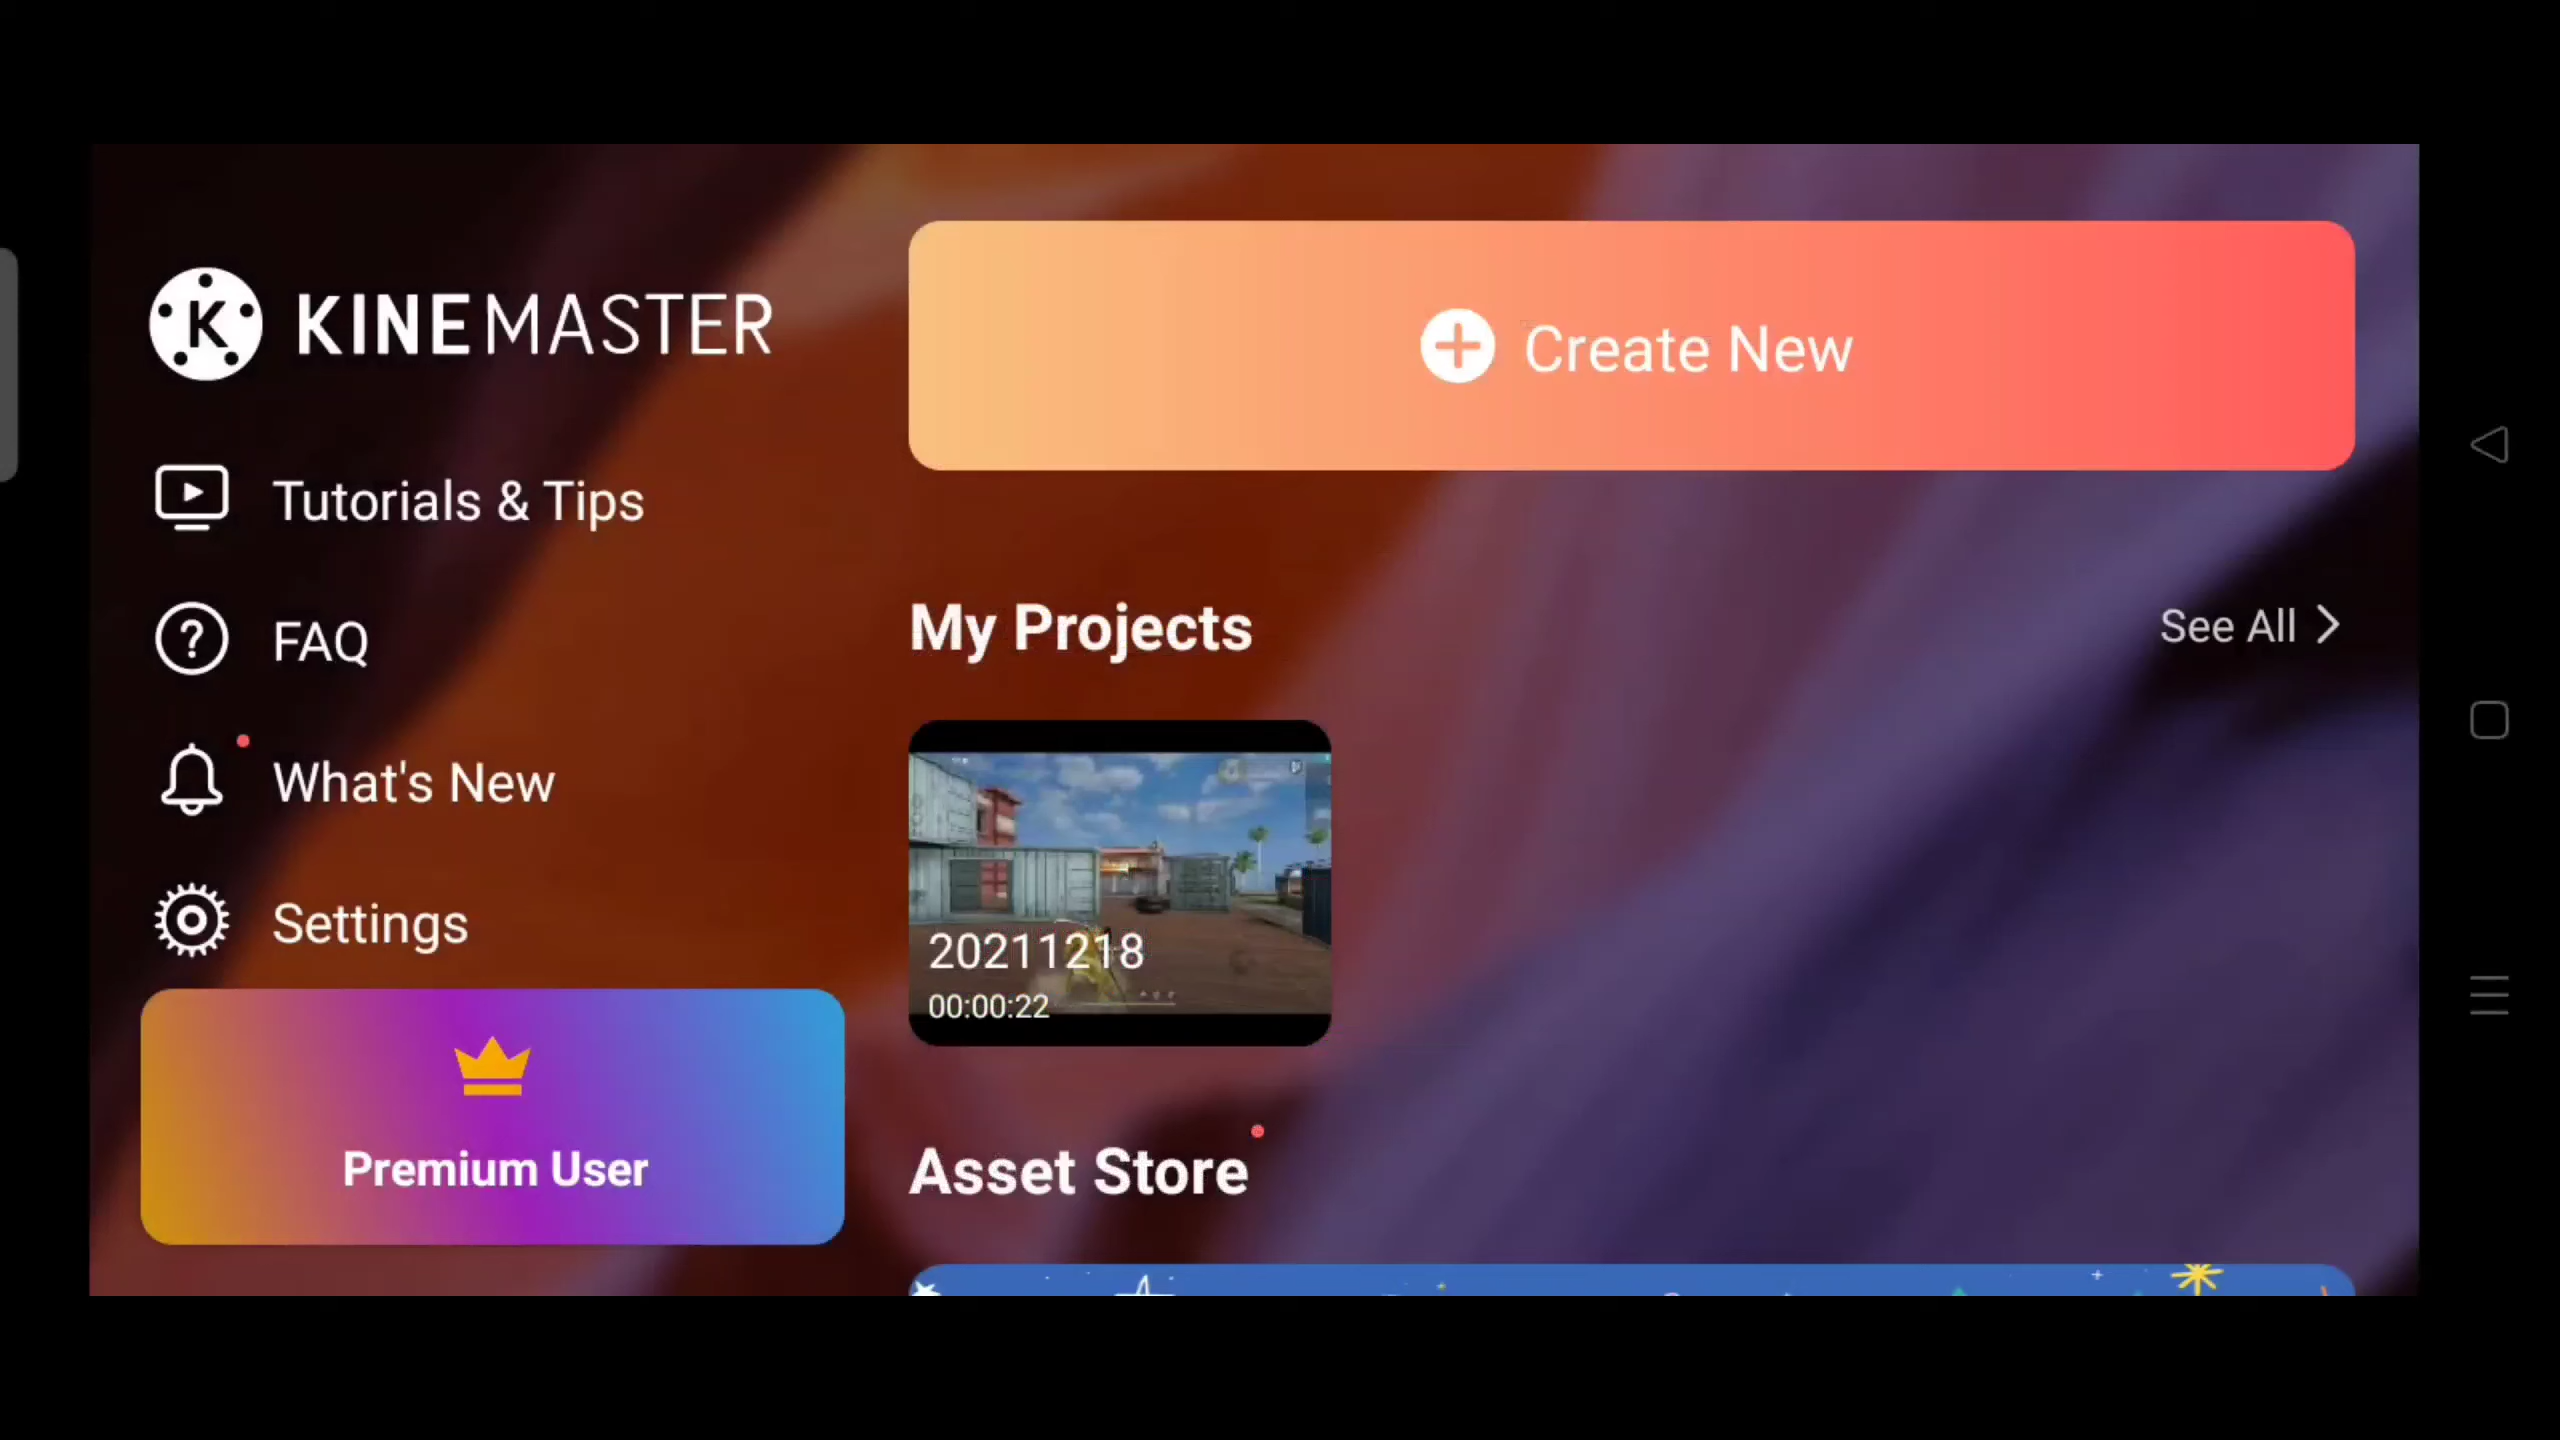 KINEMASTER
Tutorials & Tips
FAQ
What's New
Settings
Premium User
Create New
My Projects
See All
20211218
00:00:22
Asset Store